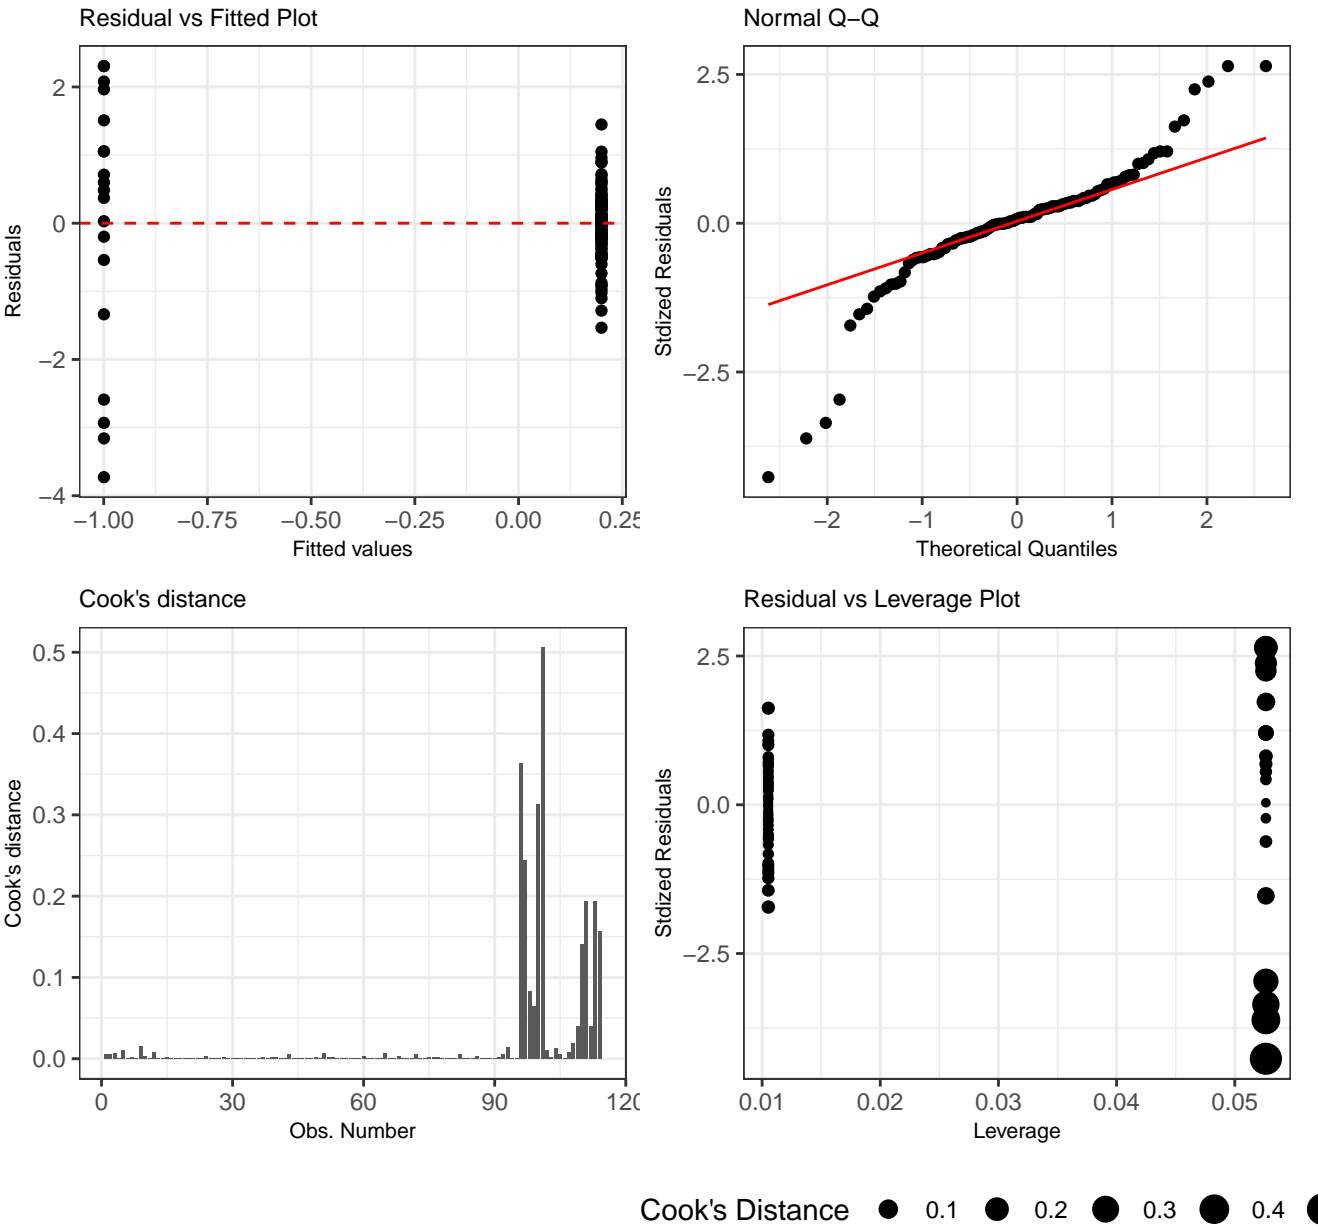 Residual vs Fitted Plot
2
0
−2
−4
Residuals
−1.00 −0.75 −0.50 −0.25 0.00 0.25
Fitted values
Normal Q−Q
2.5
0.0
−2.5
Stdized Residuals
−2 −1 0 1 2
Theoretical Quantiles
Cook's distance
0.5
0.4
0.3
0.2
0.1
0.0
Cook's distance
0 30 60 90 120
Obs. Number
Residual vs Leverage Plot
2.5
0.0
−2.5
Stdized Residuals
0.01 0.02 0.03 0.04 0.05
Leverage
Cook's Distance 0.1 0.2 0.3 0.4